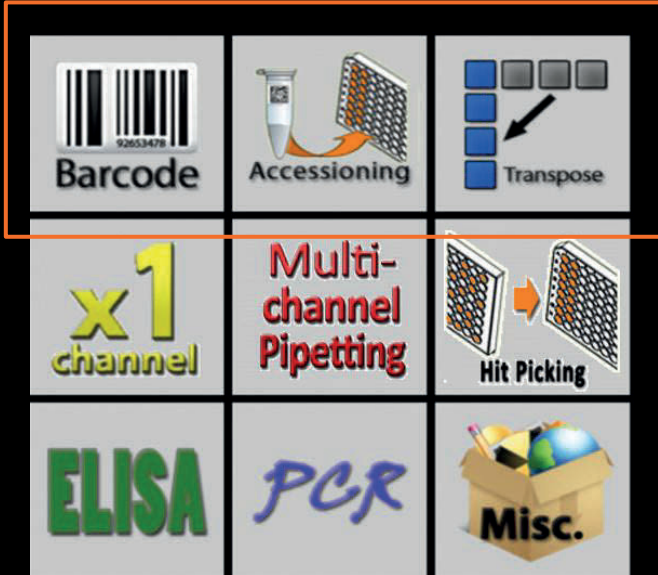 92653478
Barcode
Accessioning
Transpose
x1
channel
Multi-
channel
Pipetting
Hit Picking
ELISA
PCR
Misc.